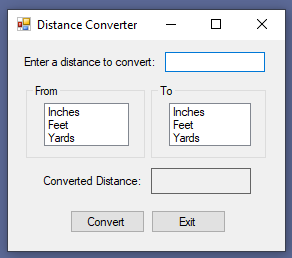 Distance Converter
Enter a distance to convert:
From
Inches
Feet
Yards
To
Inches
Feet
Yards
Converted Distance:
Convert
Exit